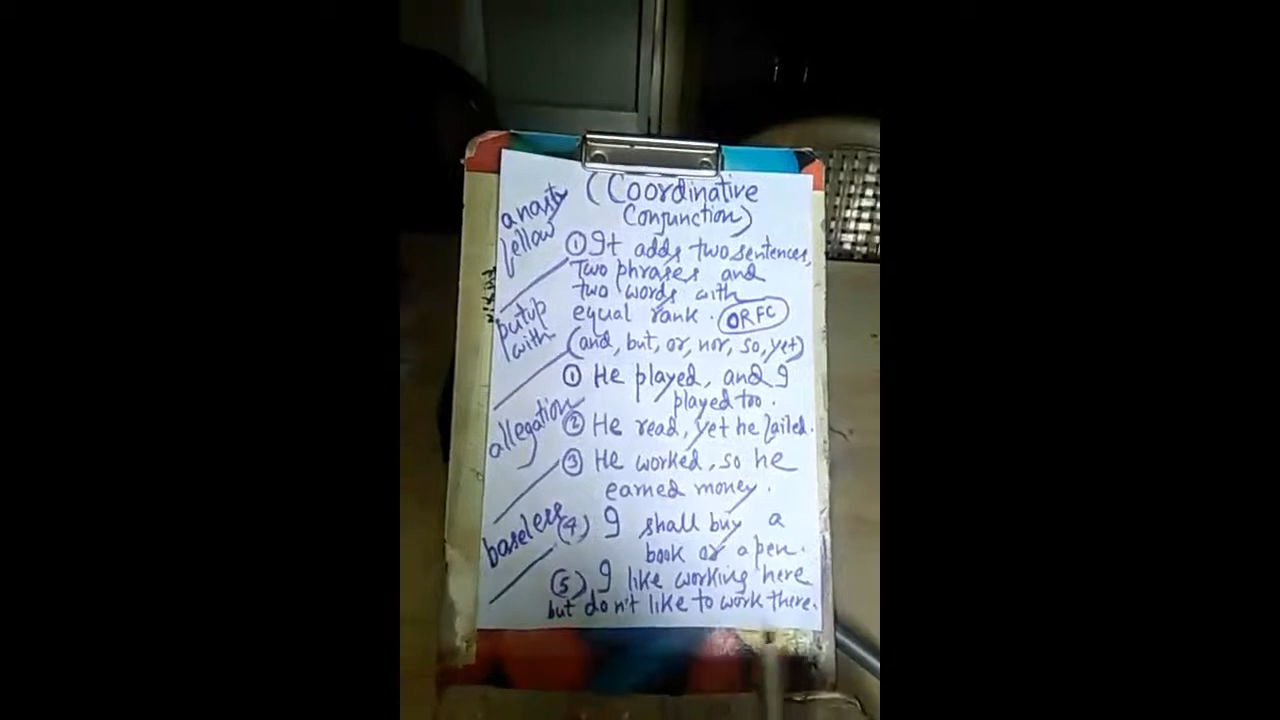 (Coordinative
Conjunction)
a nasty
fellow
① It adds two sentences,
Two phrases and
two words with
equal rank. ORFC
put up
with
(and, but, or, nor, so, yet)
① He played, and I
played too.
allegation
② He read, yet he failed.
③ He worked, so he
earned money.
baseless
(4) I shall buy a
book or a pen.
(5) I like working here
but don't like to work there.